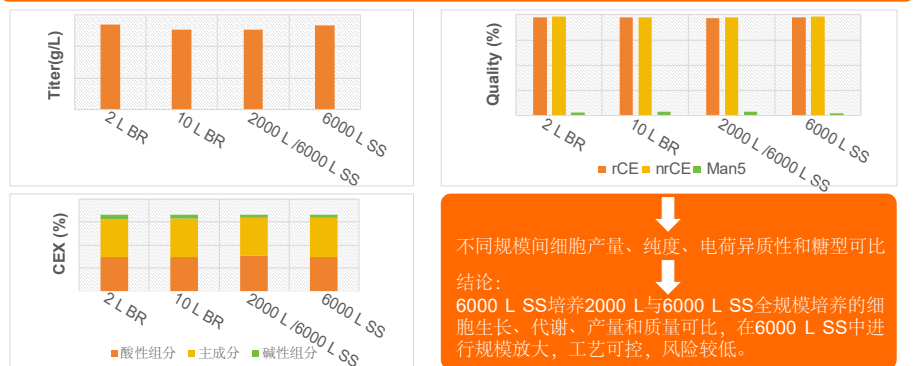 Titer(g/L)
2 L BR
10 L BR
2000 L /6000 L SS
6000 L SS
Quality (%)
2 L BR
10 L BR
2000 L /6000 L SS
6000 L SS
rCE nrCE Man5
CEX (%)
2 L BR
10 L BR
2000 L /6000 L SS
6000 L SS
酸性组分 主成分 碱性组分
不同规模间细胞产量、纯度、电荷异质性和糖型可比
结论：
6000 L SS培养2000 L与6000 L SS全规模培养的细
胞生长、代谢、产量和质量可比，在6000 L SS中进
行规模放大，工艺可控，风险较低。